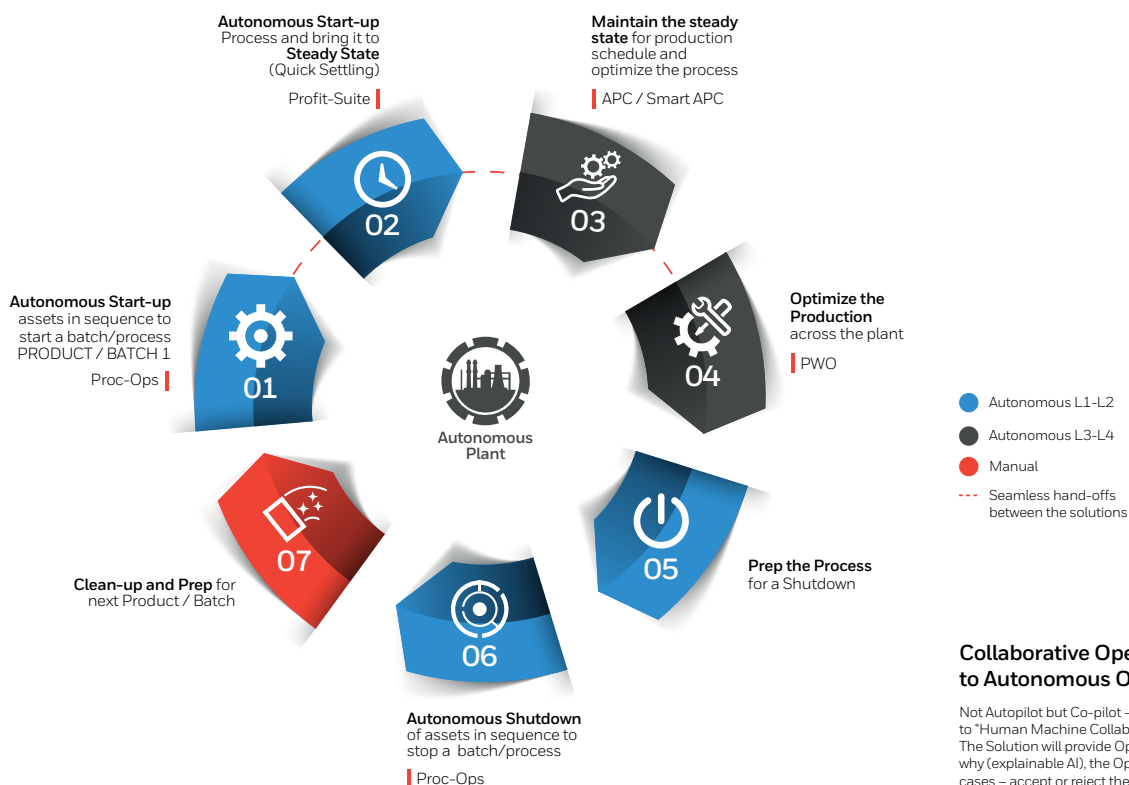 Autonomous Start-up
Process and bring it to
Steady State
(Quick Settling)
Profit-Suite
02
Maintain the steady
state for production
schedule and
optimize the process
APC / Smart APC
03
Autonomous Start-up
assets in sequence to
start a batch/process
PRODUCT / BATCH 1
Proc-Ops
01
Optimize the
Production
across the plant
PWO
04
Autonomous
Plant
Autonomous L1-L2
Autonomous L3-L4
Manual
Seamless hand-offs
between the solutions
05
Prep the Process
for a Shutdown
07
Clean-up and Prep for
next Product / Batch
06
Autonomous Shutdown
of assets in sequence to
stop a batch/process
Proc-Ops
Collaborative Ope
to Autonomous O
Not Autopilot but Co-pilot –
to “Human Machine Collab
The Solution will provide Op
why (explainable AI), the Op
cases – accept or reject the